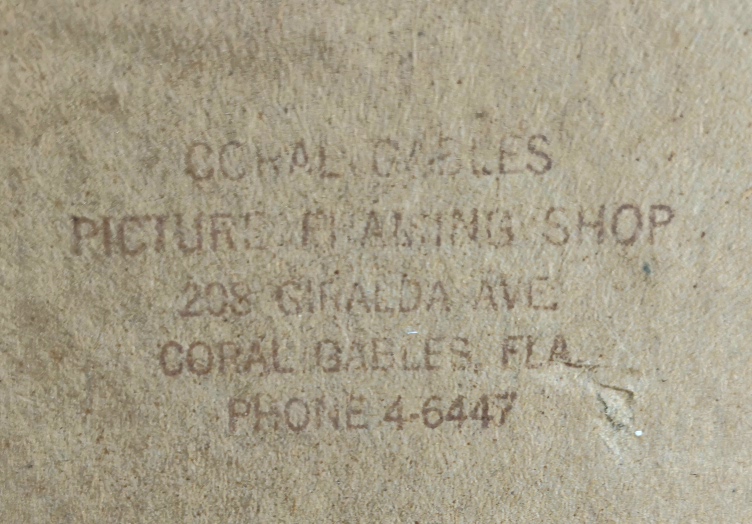 CORAL GABLES
PICTURE FRAMING SHOP
208 GIRALDA AVE.
CORAL GABLES, FLA.
PHONE 4-6447